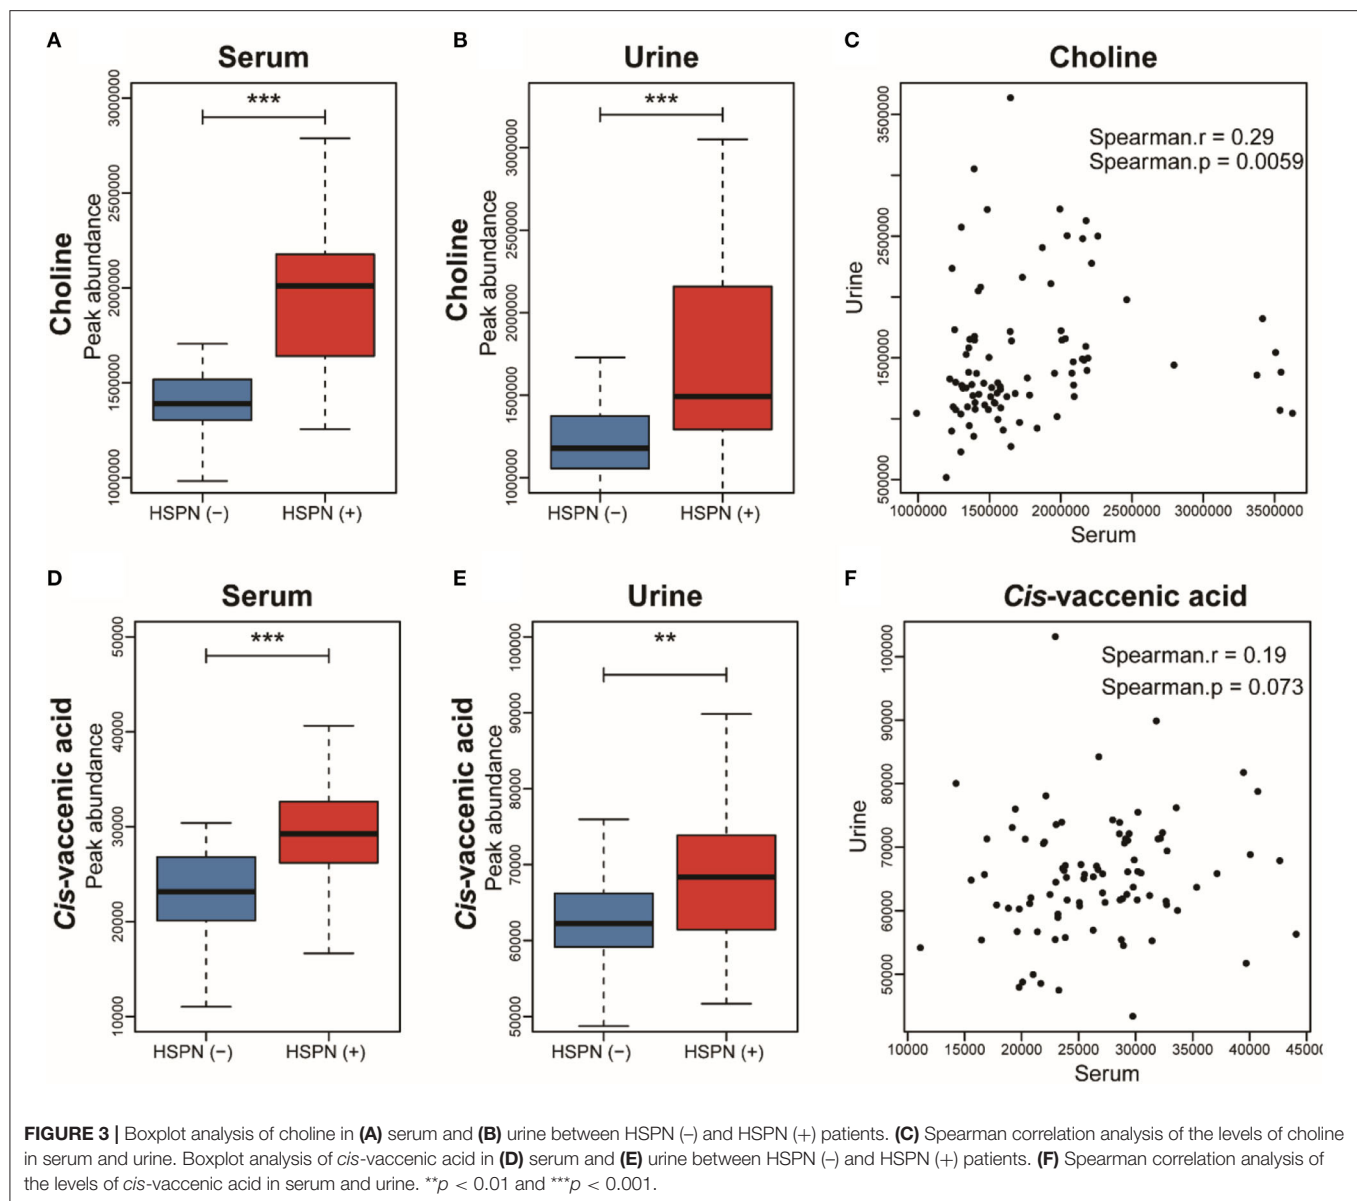 A
Serum
***
Choline
Peak abundance
3000000
2500000
2000000
1500000
1000000
HSPN (−)
HSPN (+)
B
Urine
***
Choline
Peak abundance
3000000
2500000
2000000
1500000
1000000
HSPN (−)
HSPN (+)
C
Choline
Spearman.r = 0.29
Spearman.p = 0.0059
Urine
3500000
2500000
1500000
500000
1000000 1500000 2000000 2500000 3000000 3500000
Serum
D
Serum
***
Cis-vaccenic acid
Peak abundance
50000
40000
30000
20000
10000
HSPN (−)
HSPN (+)
E
Urine
**
Cis-vaccenic acid
Peak abundance
100000
90000
80000
70000
60000
50000
HSPN (−)
HSPN (+)
F
Cis-vaccenic acid
Spearman.r = 0.19
Spearman.p = 0.073
Urine
100000
90000
80000
70000
60000
50000
10000 15000 20000 25000 30000 35000 40000 45000
Serum
FIGURE 3 | Boxplot analysis of choline in (A) serum and (B) urine between HSPN (–) and HSPN (+) patients. (C) Spearman correlation analysis of the levels of choline
in serum and urine. Boxplot analysis of cis-vaccenic acid in (D) serum and (E) urine between HSPN (–) and HSPN (+) patients. (F) Spearman correlation analysis of
the levels of cis-vaccenic acid in serum and urine. **p < 0.01 and ***p < 0.001.